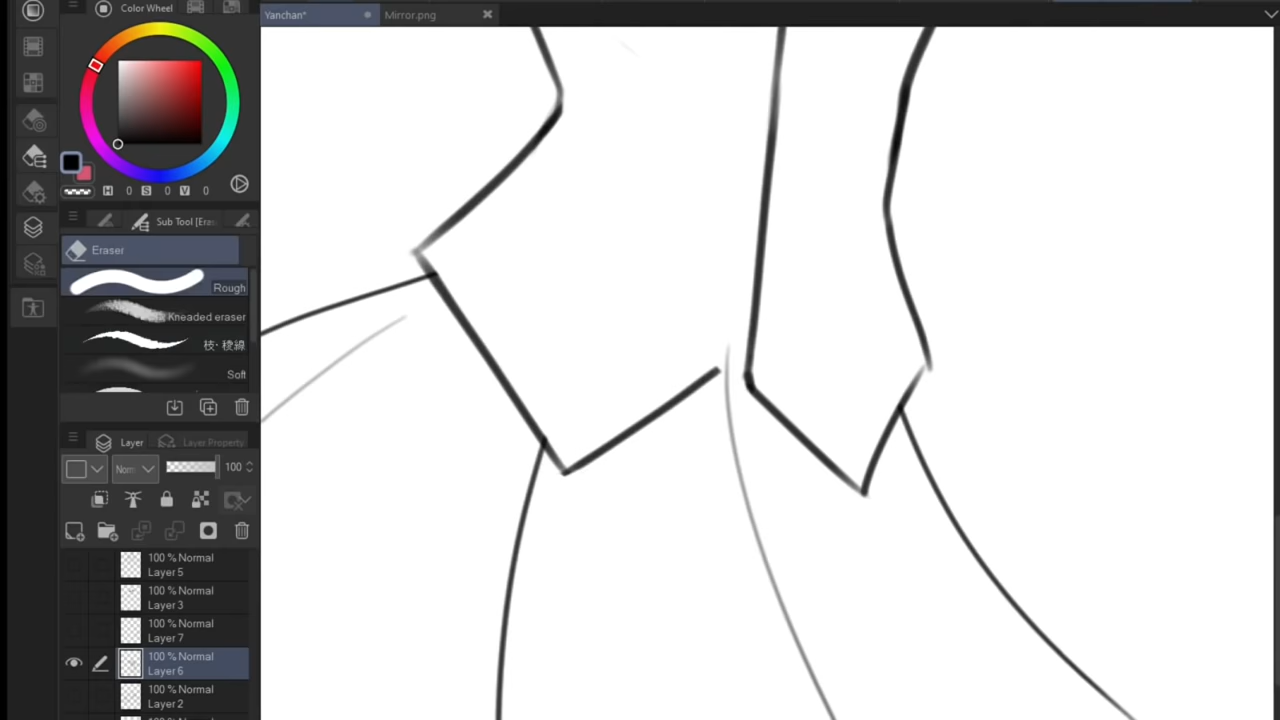 Color Wheel
Yanchan*
Mirror.png
H 0 S 0 V 0
Sub Tool [Eras
Eraser
Rough
Kneaded eraser
枝・稜線
Soft
Layer
Layer Property
Nom
100
100 % Normal
Layer 5
100 % Normal
Layer 3
100 % Normal
Layer 7
100 % Normal
Layer 6
100 % Normal
Layer 2